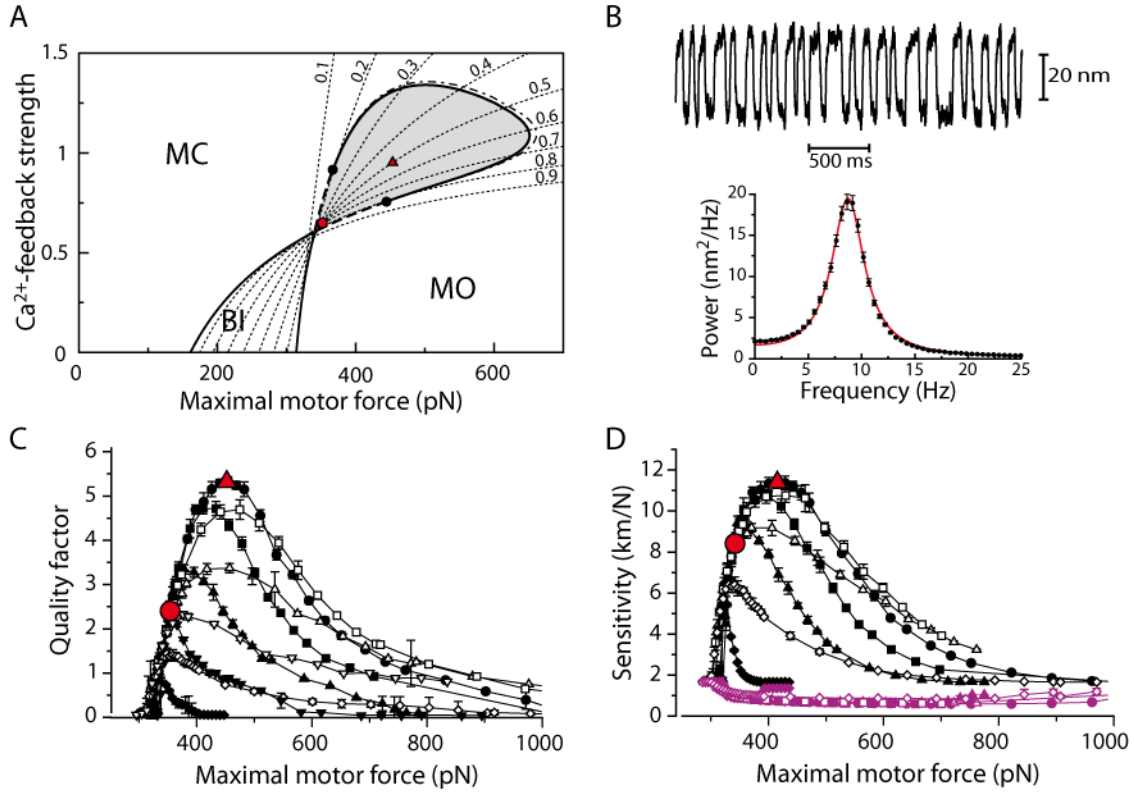 A
Ca2+-feedback strength
1.5
1
0.5
0
0.1
0.2
0.3
0.4
0.5
0.6
0.7
0.8
0.9
MC
BI
MO
0
200
400
600
Maximal motor force (pN)
B
20 nm
500 ms
Power (nm2/Hz)
20
15
10
5
0
0
5
10
15
20
25
Frequency (Hz)
C
Quality factor
6
5
4
3
2
1
0
400
600
800
1000
Maximal motor force (pN)
D
Sensitivity (km/N)
12
10
8
6
4
2
0
400
600
800
1000
Maximal motor force (pN)